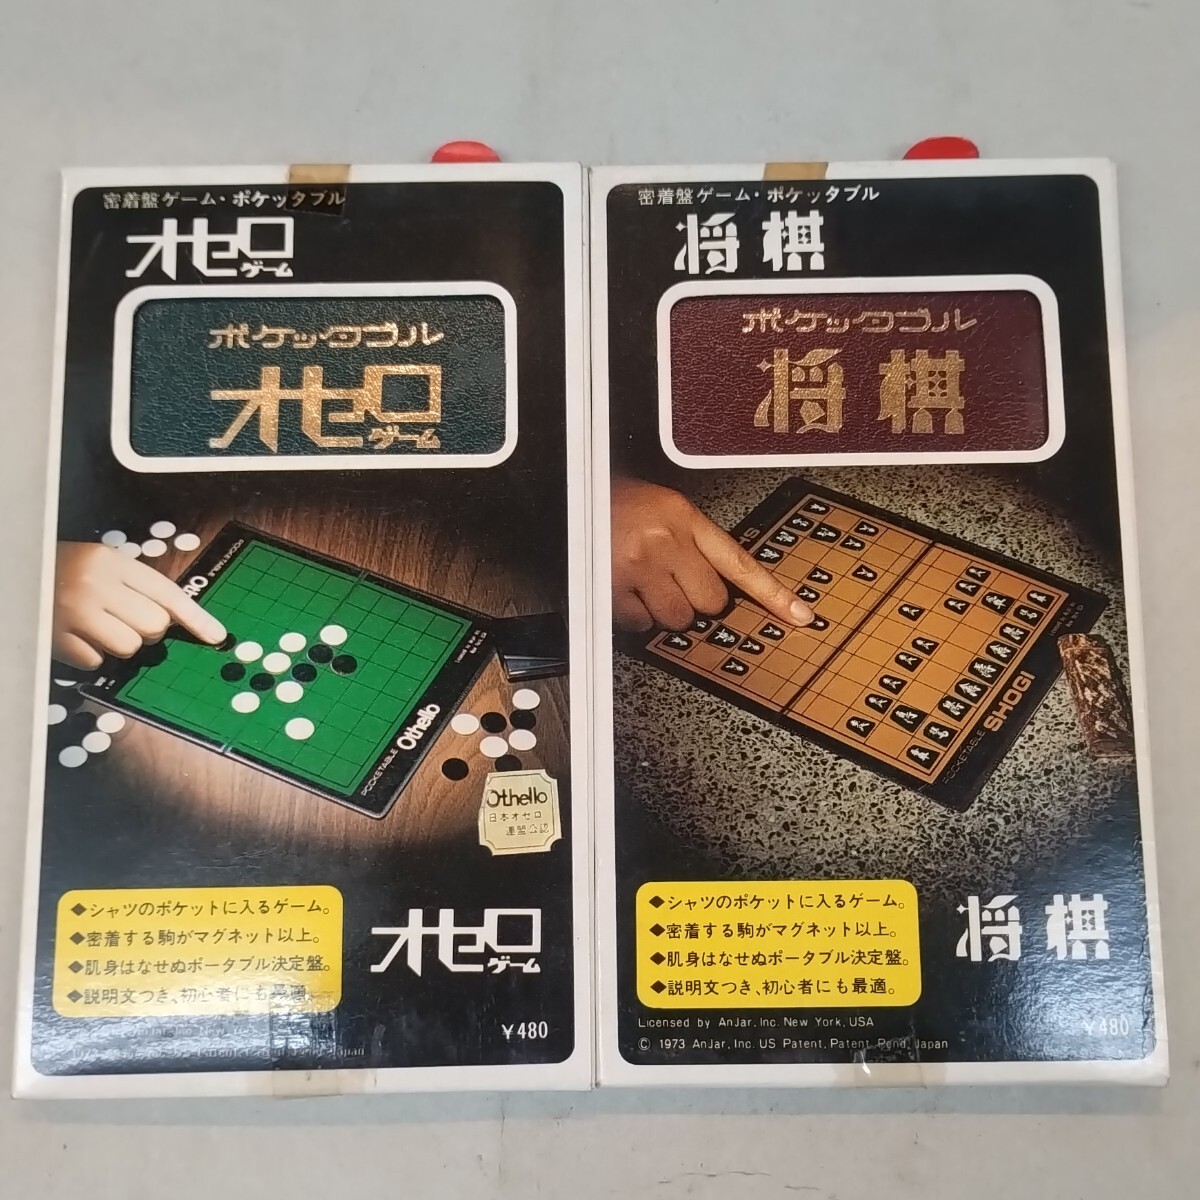 密着盤ゲーム・ポケッタブル
オセロ
ゲーム
ポケッタブル
オセロ
ゲーム
Othello
POCKETABLE Othello
Othello
日本オセロ
連盟公認
◆シャツのポケットに入るゲーム。
◆密着する駒がマグネット以上。
◆肌身はなせぬポータブル決定盤。
◆説明文つき、初心者にも最適。
オセロ
ゲーム
￥480
密着盤ゲーム・ポケッタブル
将棋
ポケッタブル
将棋
POCKETABLE SHOGI
◆シャツのポケットに入るゲーム。
◆密着する駒がマグネット以上。
◆肌身はなせぬポータブル決定盤。
◆説明文つき、初心者にも最適。
将棋
Licensed by AnJar, Inc. New York, USA
© 1973 AnJar, Inc. US Patent, Patent Pend, Japan
￥480